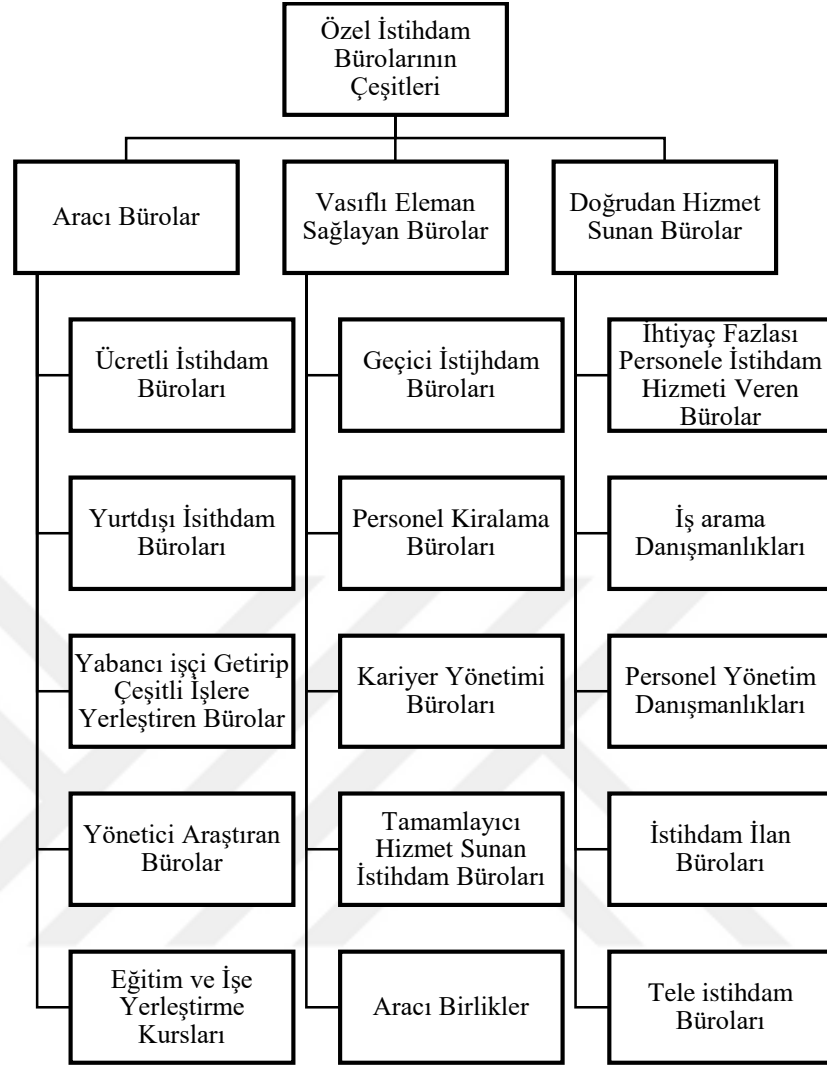 Özel İstihdam
Bürolarının
Çeşitleri
Aracı Bürolar
Vasıflı Eleman
Sağlayan Bürolar
Doğrudan Hizmet
Sunan Bürolar
Ücretli İstihdam
Büroları
Yurtdışı İsithdam
Büroları
Yabancı işçi Getirip
Çeşitli İşlere
Yerleştiren Bürolar
Yönetici Araştıran
Bürolar
Eğitim ve İşe
Yerleştirme
Kursları
Geçici İstijhdam
Büroları
Personel Kiralama
Büroları
Kariyer Yönetimi
Büroları
Tamamlayıcı
Hizmet Sunan
İstihdam Büroları
Aracı Birlikler
İhtiyaç Fazlası
Personele İstihdam
Hizmeti Veren
Bürolar
İş arama
Danışmanlıkları
Personel Yönetim
Danışmanlıkları
İstihdam İlan
Büroları
Tele istihdam
Büroları